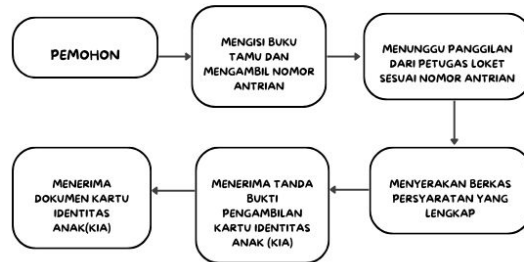 PEMOHON
MENGISI BUKU
TAMU DAN
MENGAMBIL NOMOR
ANTRIAN
MENUNGGU PANGGILAN
DARI PETUGAS LOKET
SESUAI NOMOR ANTRIAN
MENYERAKAN BERKAS
PERSYARATAN YANG
LENGKAP
MENERIMA TANDA
BUKTI
PENGAMBILAN
KARTU IDENTITAS
ANAK (KIA)
MENERIMA
DOKUMEN KARTU
IDENTITAS
ANAK(KIA)